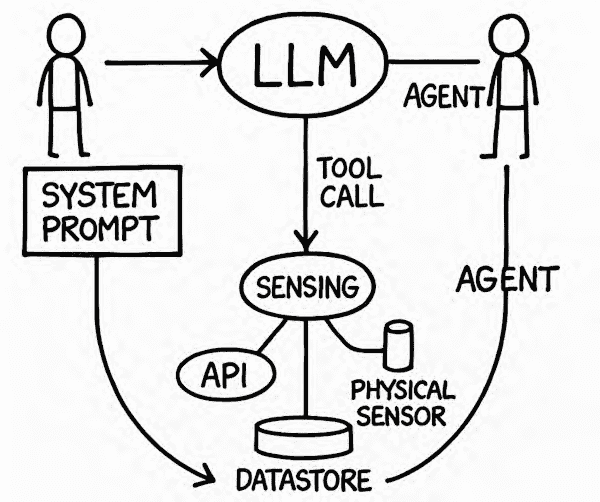 LLM
AGENT
TOOL
CALL
SYSTEM
PROMPT
SENSING
AGENT
API
PHYSICAL
SENSOR
DATASTORE